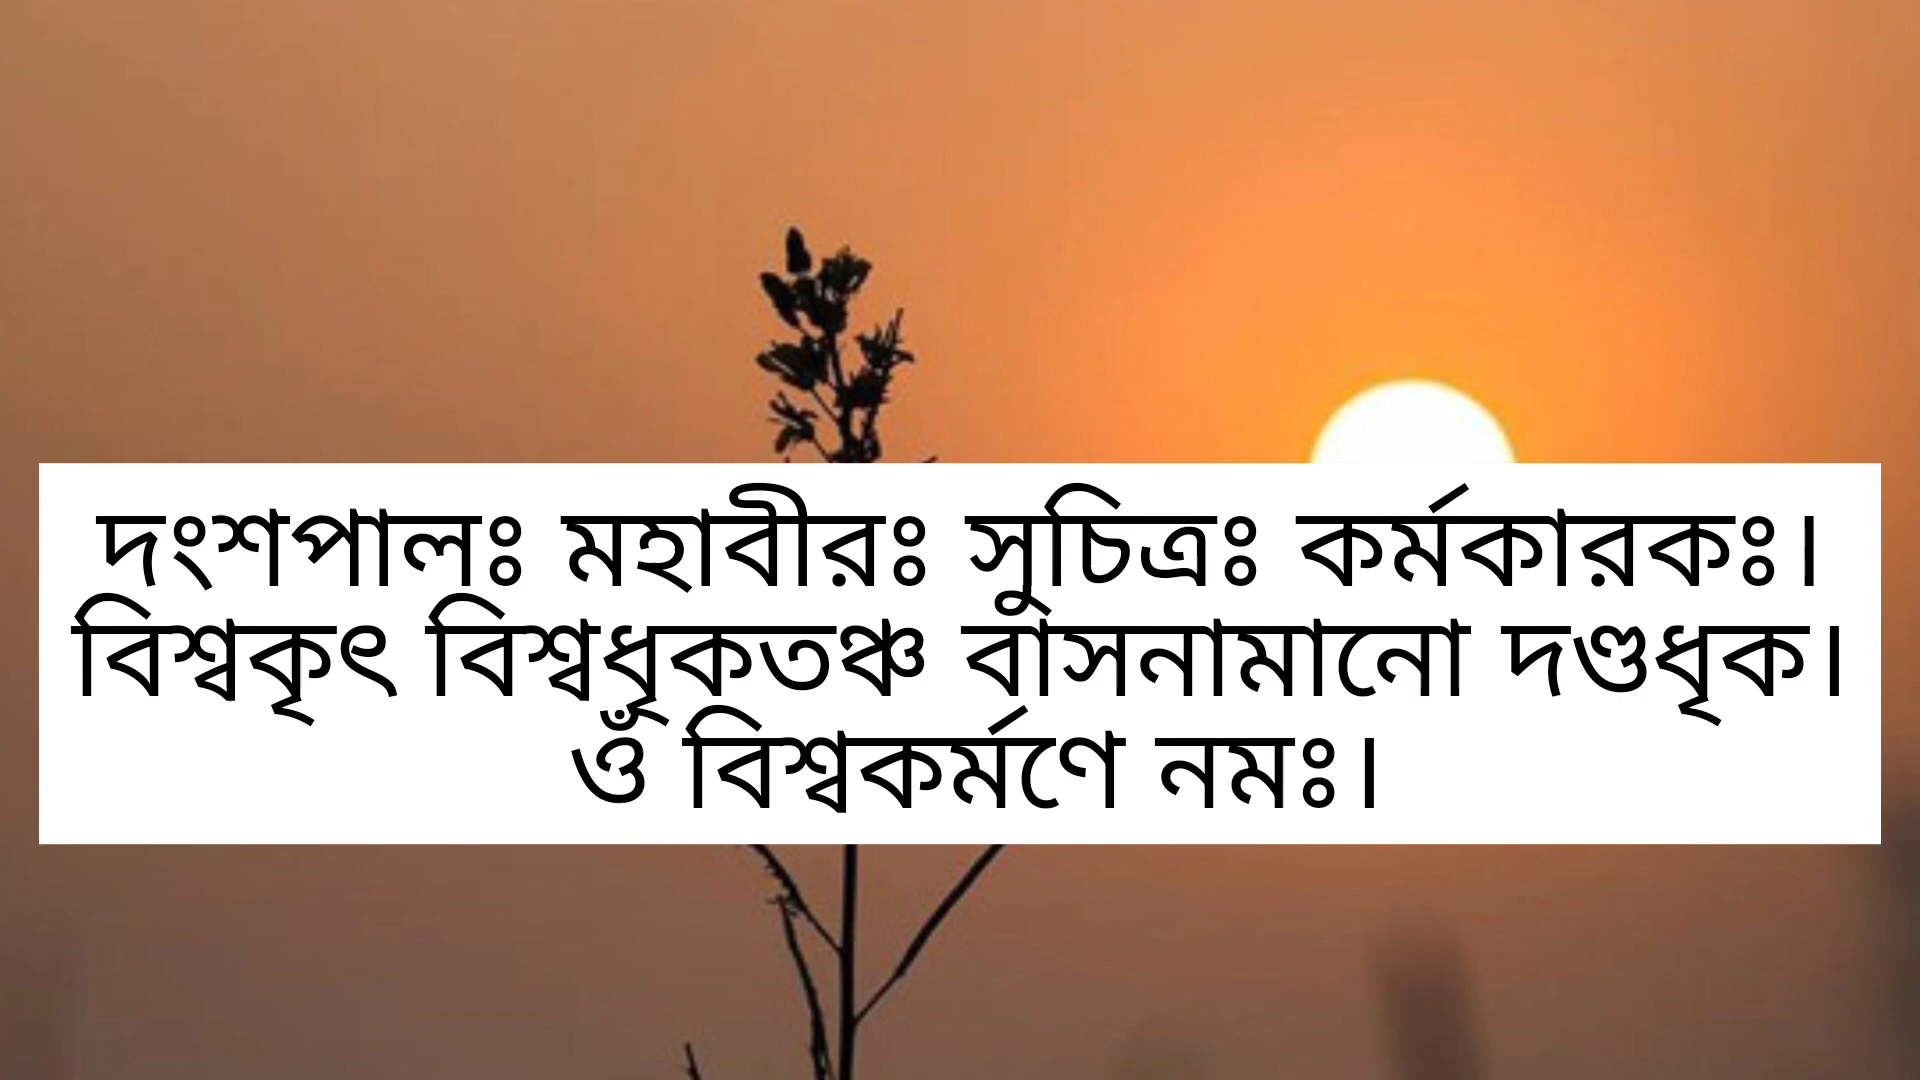 দংশপালঃ মহাবীরঃ সুচিত্রঃ কর্মকারকঃ।
বিশ্বকৃৎ বিশ্বধৃকতঞ্চ বাসনামানো দণ্ডধৃক।
ওঁ বিশ্বকর্মণে নমঃ।